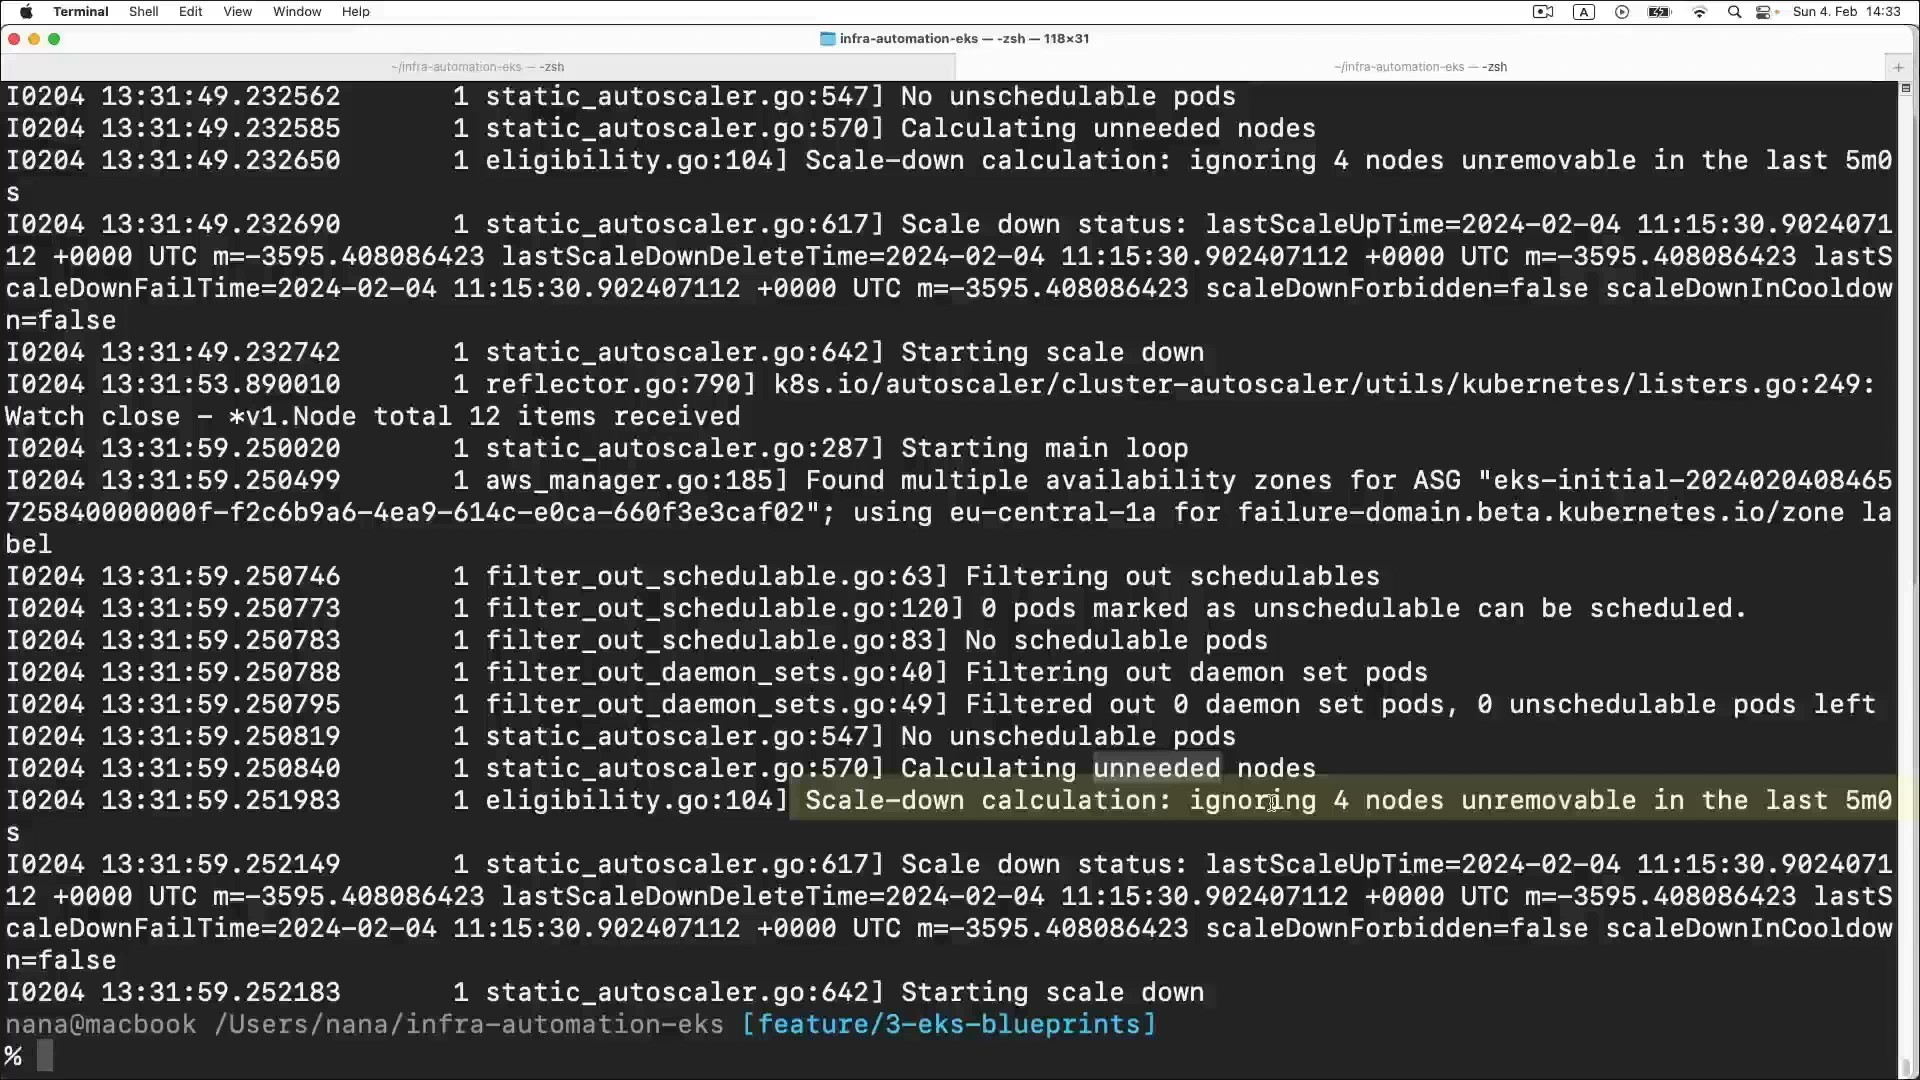 Terminal Shell Edit View Window Help A Sun 4. Feb 14:33
infra-automation-eks — -zsh — 118×31
~/infra-automation-eks — -zsh ~/infra-automation-eks — -zsh +
I0204 13:31:49.232562 1 static_autoscaler.go:547] No unschedulable pods
I0204 13:31:49.232585 1 static_autoscaler.go:570] Calculating unneeded nodes
I0204 13:31:49.232650 1 eligibility.go:104] Scale-down calculation: ignoring 4 nodes unremovable in the last 5m0
s
I0204 13:31:49.232690 1 static_autoscaler.go:617] Scale down status: lastScaleUpTime=2024-02-04 11:15:30.9024071
12 +0000 UTC m=-3595.408086423 lastScaleDownDeleteTime=2024-02-04 11:15:30.902407112 +0000 UTC m=-3595.408086423 lastS
caleDownFailTime=2024-02-04 11:15:30.902407112 +0000 UTC m=-3595.408086423 scaleDownForbidden=false scaleDownInCooldow
n=false
I0204 13:31:49.232742 1 static_autoscaler.go:642] Starting scale down
I0204 13:31:53.890010 1 reflector.go:790] k8s.io/autoscaler/cluster-autoscaler/utils/kubernetes/listers.go:249:
Watch close - *v1.Node total 12 items received
I0204 13:31:59.250020 1 static_autoscaler.go:287] Starting main loop
I0204 13:31:59.250499 1 aws_manager.go:185] Found multiple availability zones for ASG "eks-initial-2024020408465
725840000000f-f2c6b9a6-4ea9-614c-e0ca-660f3e3caf02"; using eu-central-1a for failure-domain.beta.kubernetes.io/zone la
bel
I0204 13:31:59.250746 1 filter_out_schedulable.go:63] Filtering out schedulables
I0204 13:31:59.250773 1 filter_out_schedulable.go:120] 0 pods marked as unschedulable can be scheduled.
I0204 13:31:59.250783 1 filter_out_schedulable.go:83] No schedulable pods
I0204 13:31:59.250788 1 filter_out_daemon_sets.go:40] Filtering out daemon set pods
I0204 13:31:59.250795 1 filter_out_daemon_sets.go:49] Filtered out 0 daemon set pods, 0 unschedulable pods left
I0204 13:31:59.250819 1 static_autoscaler.go:547] No unschedulable pods
I0204 13:31:59.250840 1 static_autoscaler.go:570] Calculating unneeded nodes
I0204 13:31:59.251983 1 eligibility.go:104] Scale-down calculation: ignoring 4 nodes unremovable in the last 5m0
s
I0204 13:31:59.252149 1 static_autoscaler.go:617] Scale down status: lastScaleUpTime=2024-02-04 11:15:30.9024071
12 +0000 UTC m=-3595.408086423 lastScaleDownDeleteTime=2024-02-04 11:15:30.902407112 +0000 UTC m=-3595.408086423 lastS
caleDownFailTime=2024-02-04 11:15:30.902407112 +0000 UTC m=-3595.408086423 scaleDownForbidden=false scaleDownInCooldow
n=false
I0204 13:31:59.252183 1 static_autoscaler.go:642] Starting scale down
nana@macbook /Users/nana/infra-automation-eks [feature/3-eks-blueprints]
%